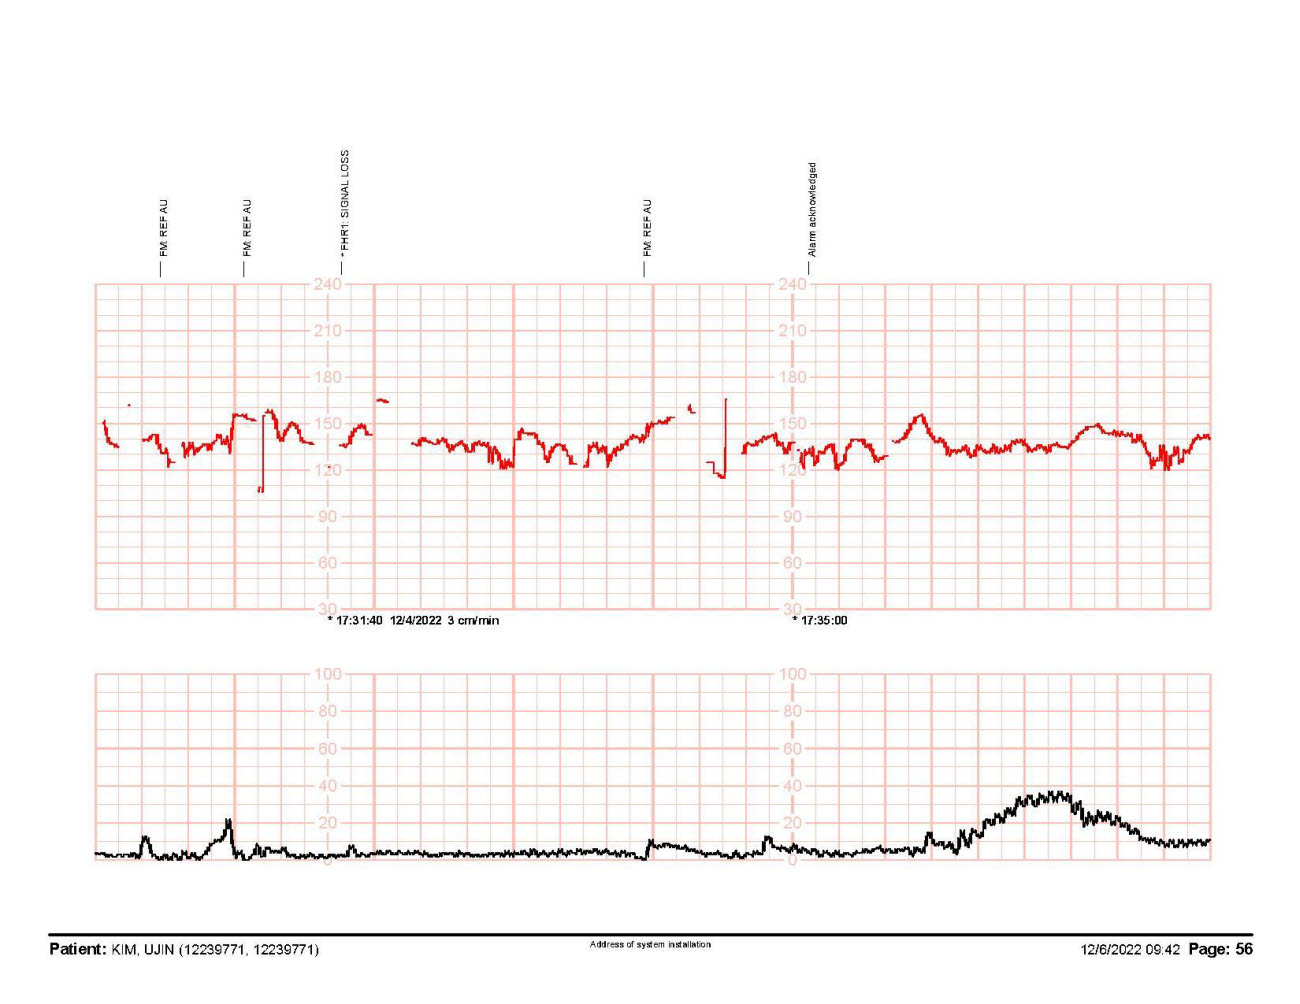 FM: REF AU
FM: REF AU
*FHR1: SIGNAL LOSS
FM: REF AU
Alarm acknowledged
240 240
210 210
180 180
150 150
120 120
90 90
60 60
30 30
* 17:31:40 12/4/2022 3 cm/min * 17:35:00
100 100
80 80
60 60
40 40
20 20
0 0
Patient: KIM, UJIN (12239771, 12239771) Address of system installation 12/6/2022 09:42 Page: 56